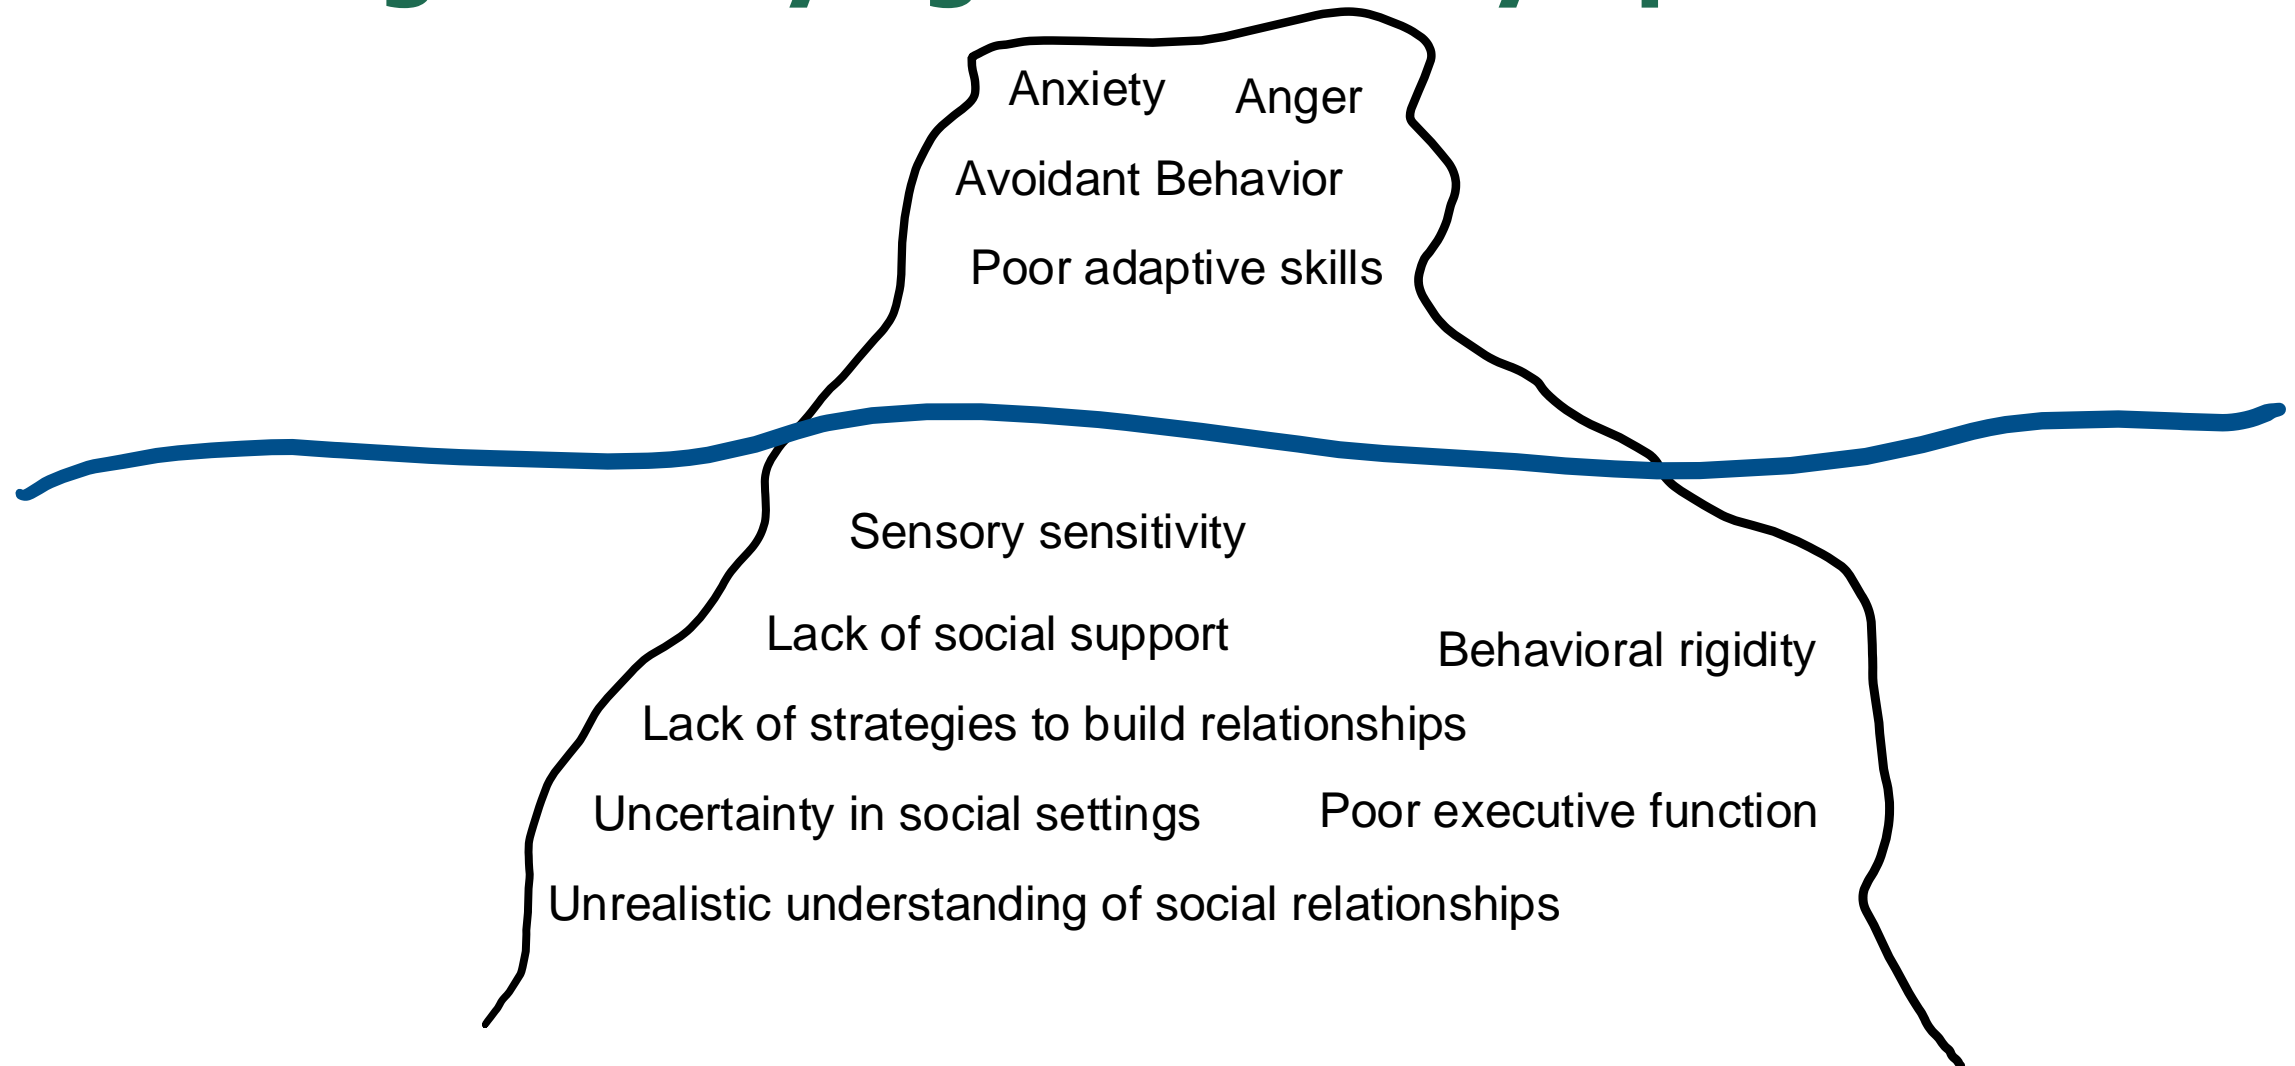 Anxiety Anger
Avoidant Behavior
Poor adaptive skills
Sensory sensitivity
Lack of social support
Behavioral rigidity
Lack of strategies to build relationships
Uncertainty in social settings
Poor executive function
Unrealistic understanding of social relationships